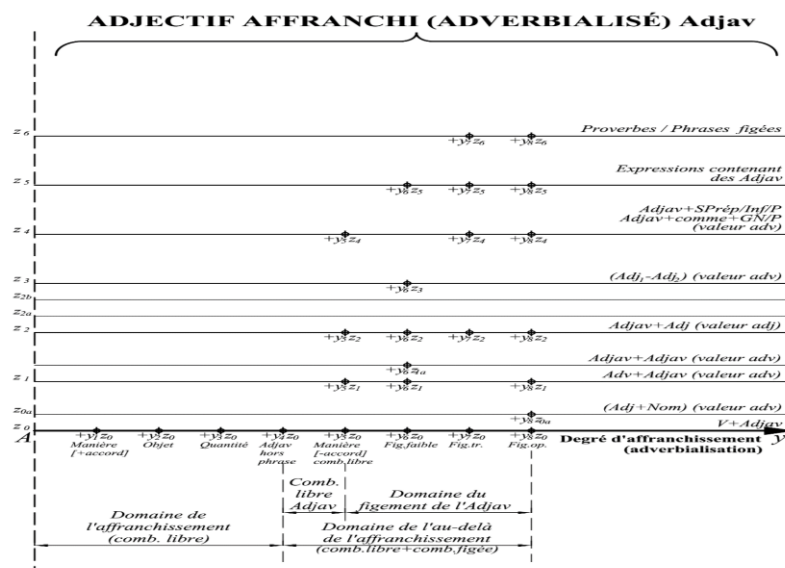 ADJECTIF AFFRANCHI (ADVERBIALISÉ) Adjav
z6
Proverbes / Phrases figées
+y7z6 +y8z6
Expressions contenant
z5
des Adjav
+y6z5 +y7z5 +y8z5
Adjav+SPrép/Inf/P
Adjav+comme+GN/P
z4
(valeur adv)
+y5z4 +y7z4 +y8z4
z3
(Adj1-Adj2) (valeur adv)
+y6z3
z2b
z2a
z2
Adjav+Adj (valeur adj)
+y5z2 +y6z2 +y7z2 +y8z2
Adjav+Adjav (valeur adv)
+y6z1a
z1
Adv+Adjav (valeur adv)
+y5z1 +y6z1 +y8z1
z0a
(Adj+Nom) (valeur adv)
+y8z0a
z0
V+Adjav
A +y1z0 +y2z0 +y3z0 +y4z0 +y5z0 +y6z0 +y7z0 +y8z0 y
Manière Objet Quantité Adjav Manière Fig.faible Fig.tr. Fig.op. Degré d'affranchissement
[+accord] hors [-accord] (adverbialisation)
phrase comb.libre
Comb.
libre
Adjav
Domaine du
figement de l'Adjav
Domaine de
l'affranchissement
(comb. libre)
Domaine de l'au-delà
de l'affranchissement
(comb.libre+comb.figée)